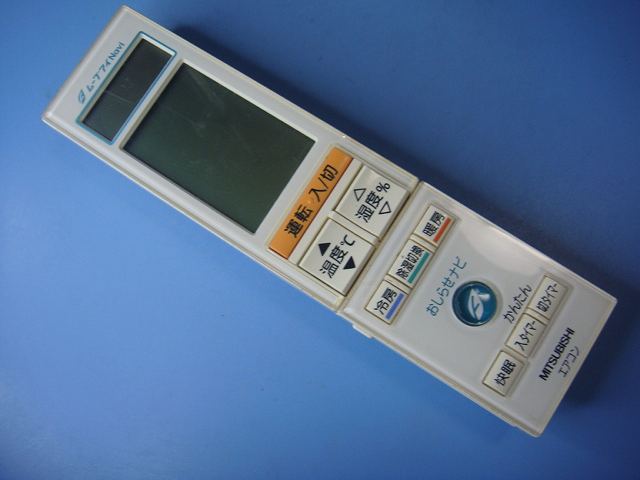 ムーブアイNavi
運転 入/切
温度℃
湿度%
冷房
除湿切換
暖房
おしらせナビ
かんたん
快眠
入タイマー
切タイマー
MITSUBISHI
エアコン